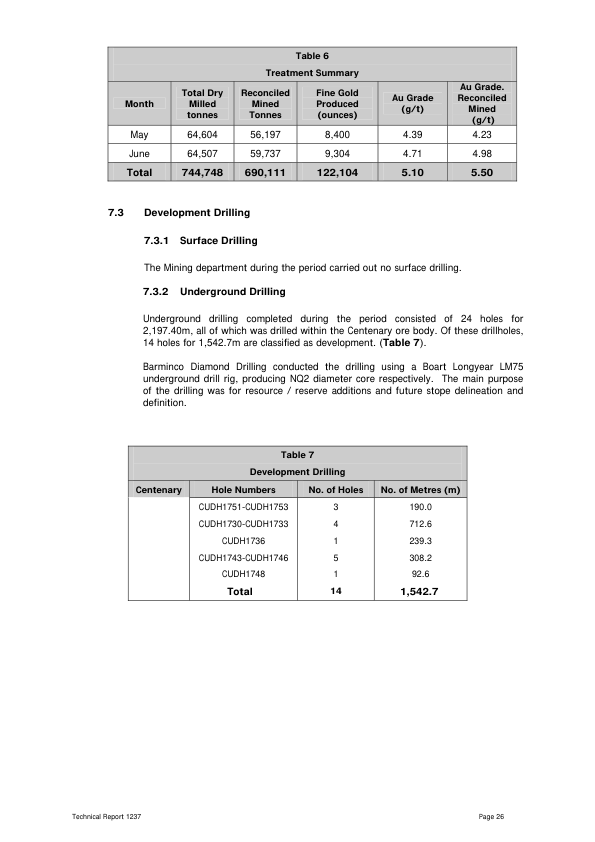 Table 6
Treatment Summary
Month Total Dry Milled tonnes Reconciled Mined Tonnes Fine Gold Produced (ounces) Au Grade (g/t) Au Grade. Reconciled Mined (g/t)
May 64,604 56,197 8,400 4.39 4.23
June 64,507 59,737 9,304 4.71 4.98
Total 744,748 690,111 122,104 5.10 5.50
7.3 Development Drilling
7.3.1 Surface Drilling
The Mining department during the period carried out no surface drilling.
7.3.2 Underground Drilling
Underground drilling completed during the period consisted of 24 holes for
2,197.40m, all of which was drilled within the Centenary ore body. Of these drillholes,
14 holes for 1,542.7m are classified as development. (Table 7).
Barminco Diamond Drilling conducted the drilling using a Boart Longyear LM75
underground drill rig, producing NQ2 diameter core respectively. The main purpose
of the drilling was for resource / reserve additions and future stope delineation and
definition.
Table 7
Development Drilling
Centenary Hole Numbers No. of Holes No. of Metres (m)
CUDH1751-CUDH1753 3 190.0
CUDH1730-CUDH1733 4 712.6
CUDH1736 1 239.3
CUDH1743-CUDH1746 5 308.2
CUDH1748 1 92.6
Total 14 1,542.7
Technical Report 1237 Page 26